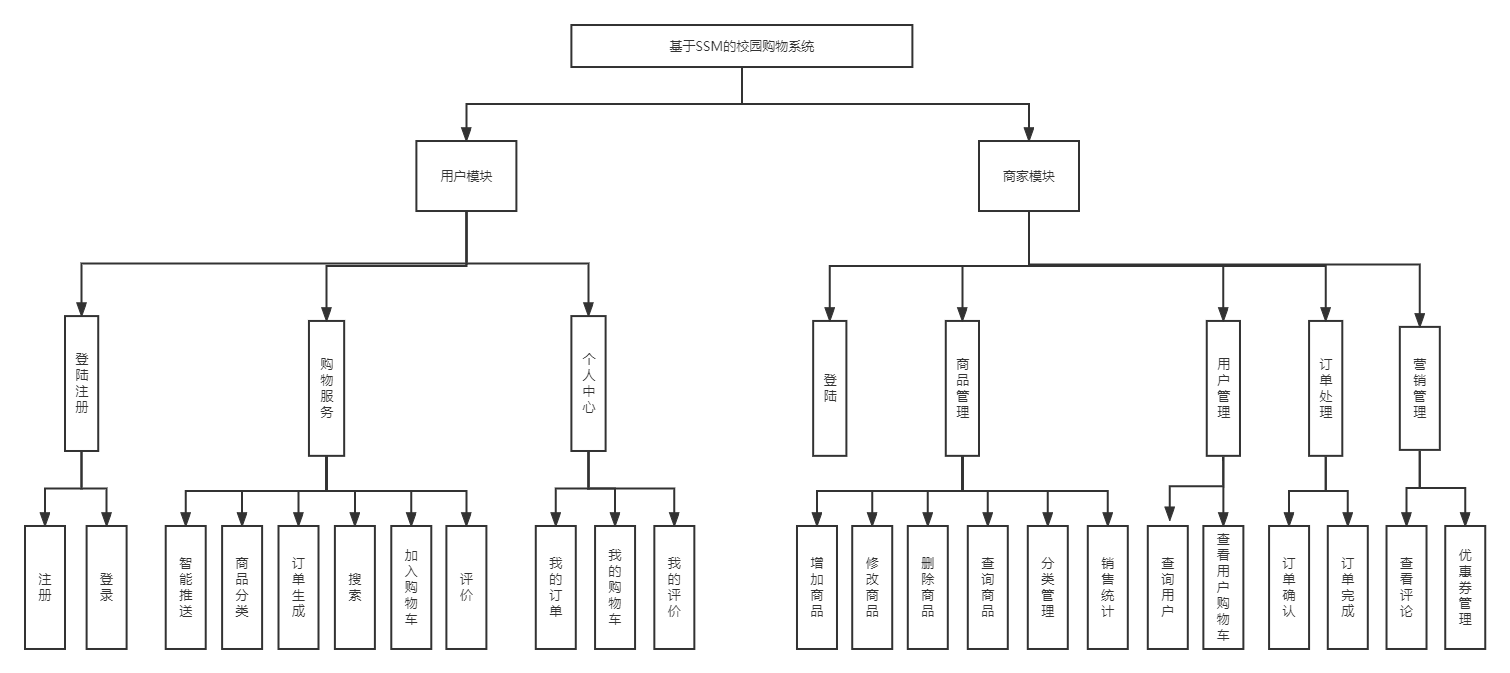 基于SSM的校园购物系统
用户模块
商家模块
登陆注册
购物服务
个人中心
登陆
商品管理
用户管理
订单处理
营销管理
注册
登录
智能推送
商品分类
订单生成
搜索
加入购物车
评价
我的订单
我的购物车
我的评价
增加商品
修改商品
删除商品
查询商品
分类管理
销售统计
查询用户
查看用户购物车
订单确认
订单完成
查看评论
优惠券管理